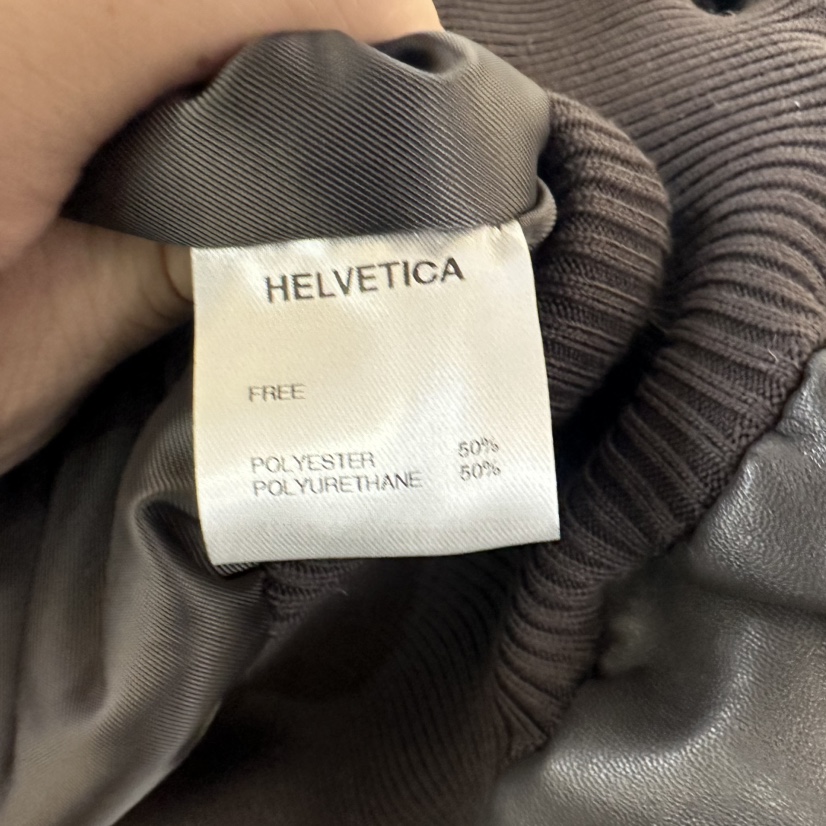 HELVETICA
FREE
POLYESTER 50%
POLYURETHANE 50%